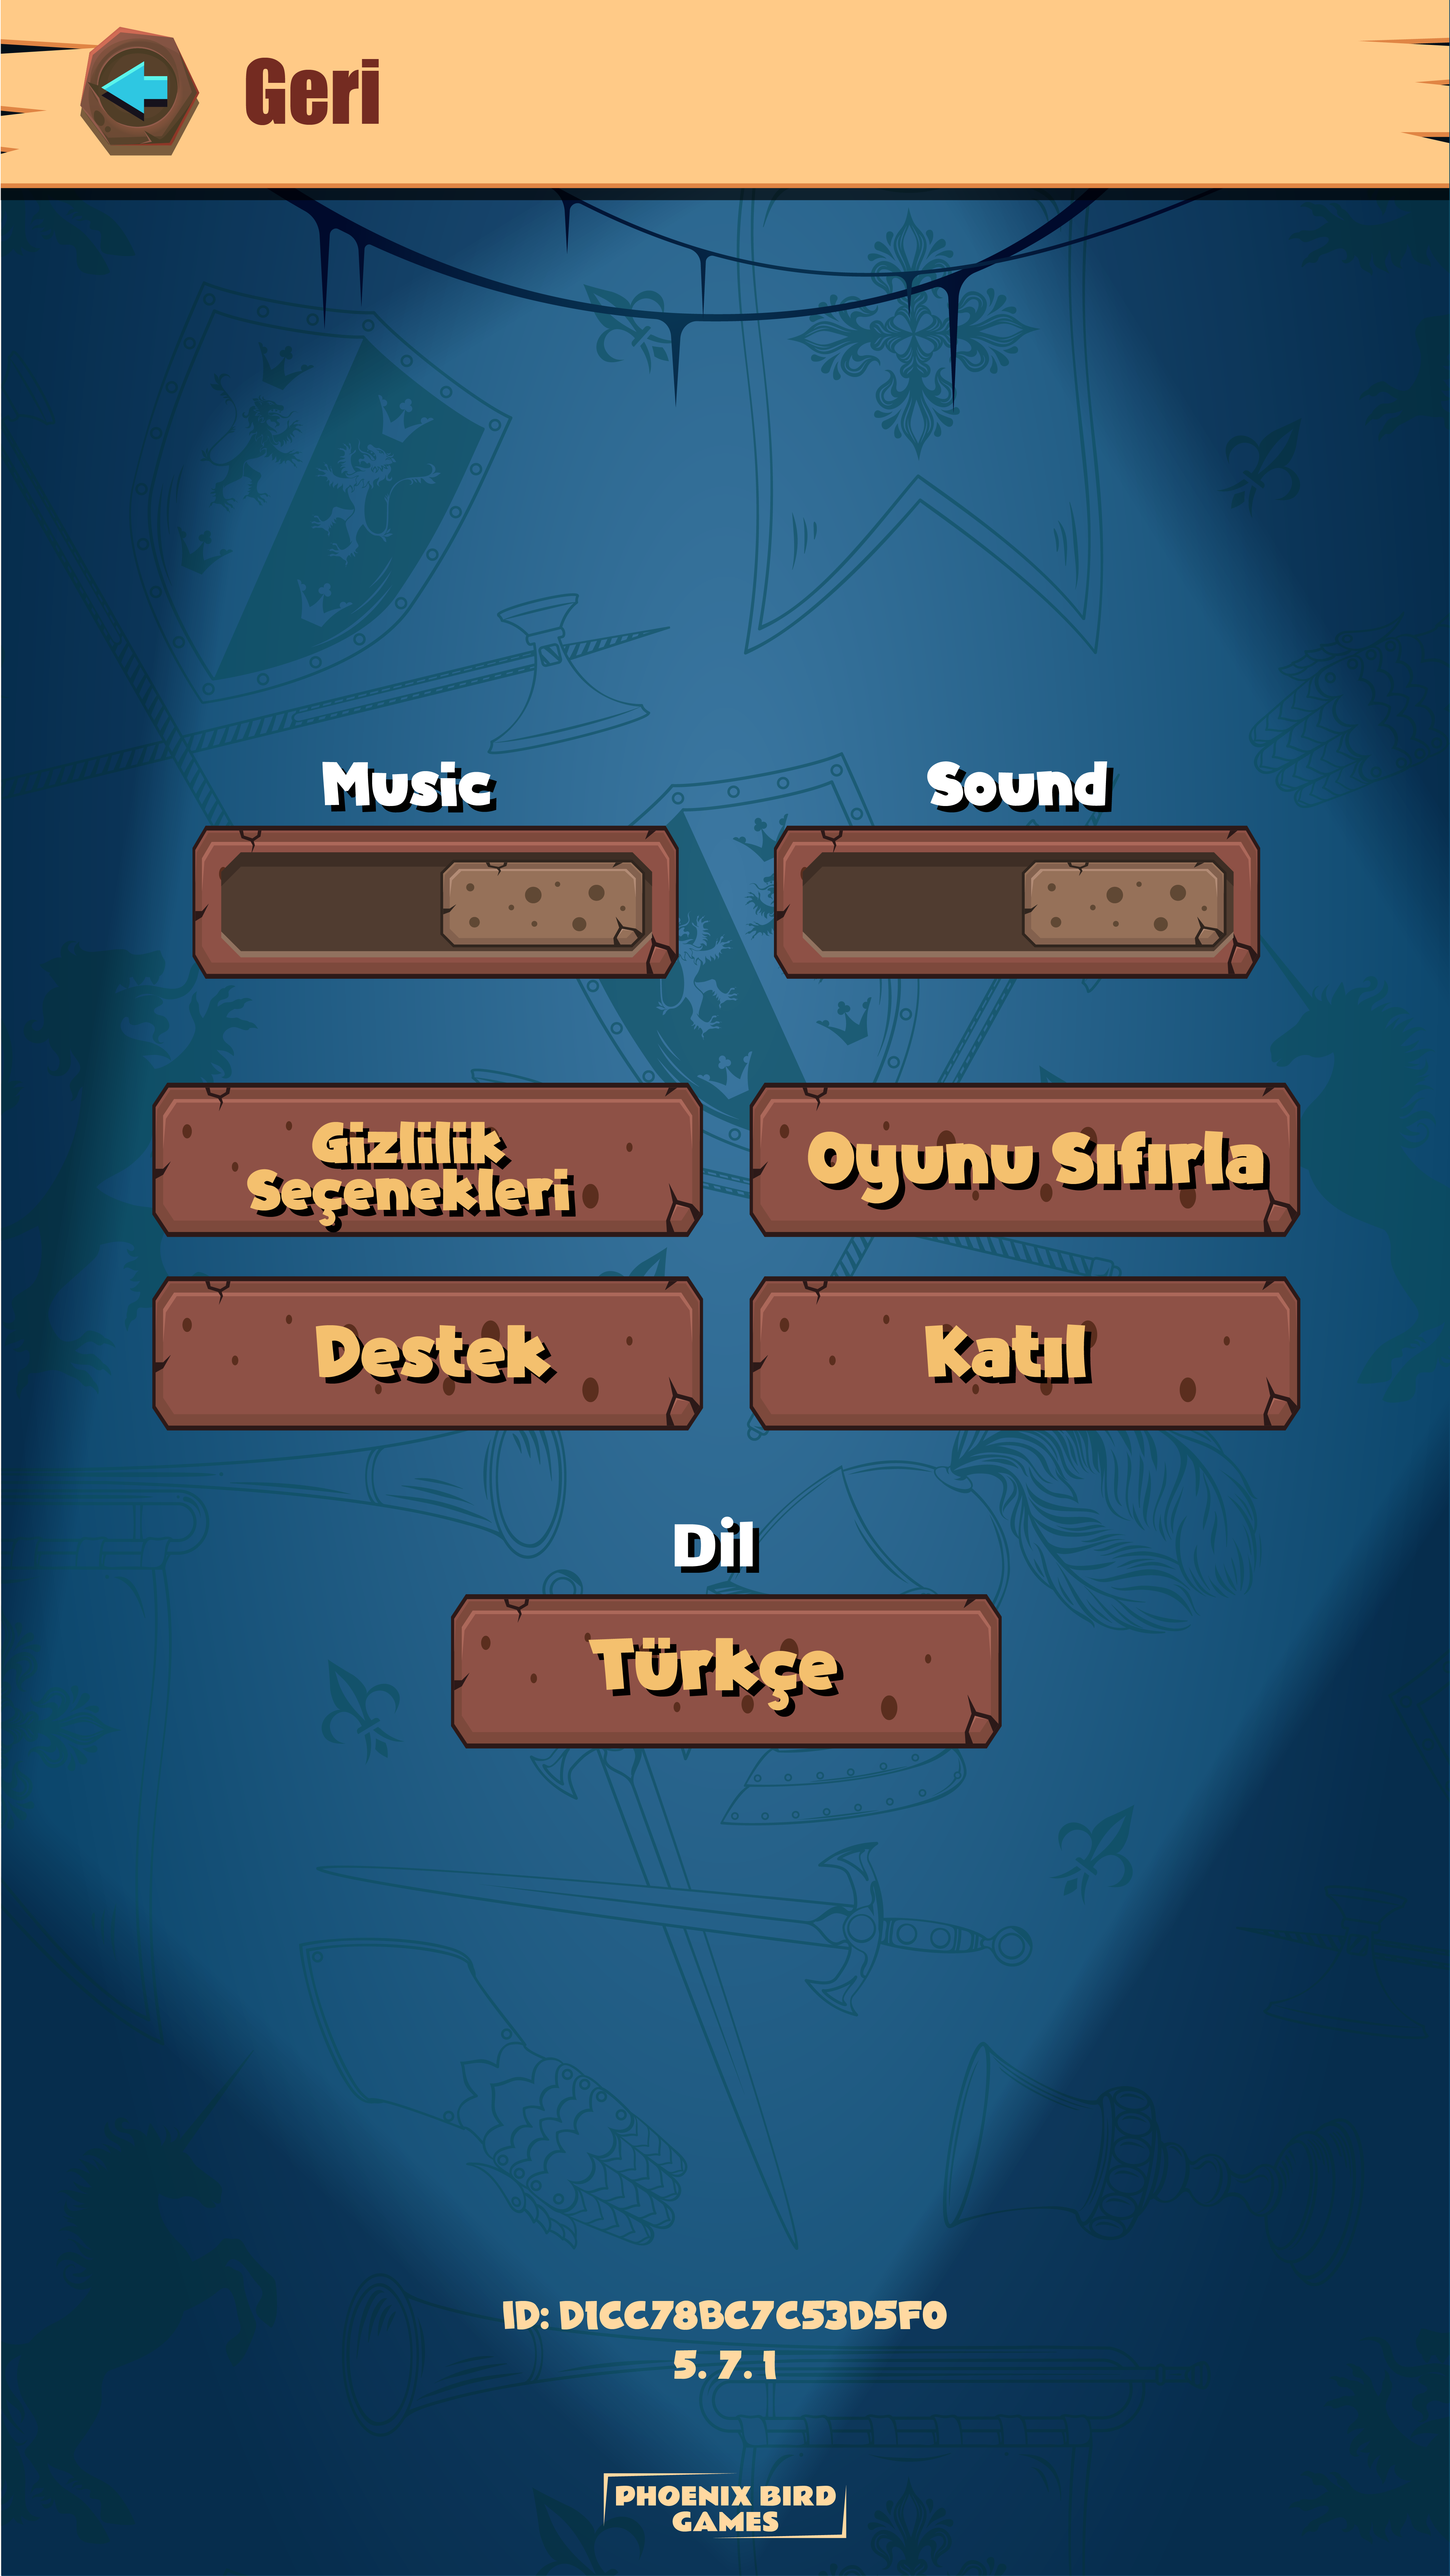 Geri
Music
Sound
Gizlilik
Seçenekleri
Oyunu Sıfırla
Destek
Katıl
Dil
Türkçe
ID: D1CC78BC7C53D5F0
5. 7. 1
PHOENIX BIRD
GAMES